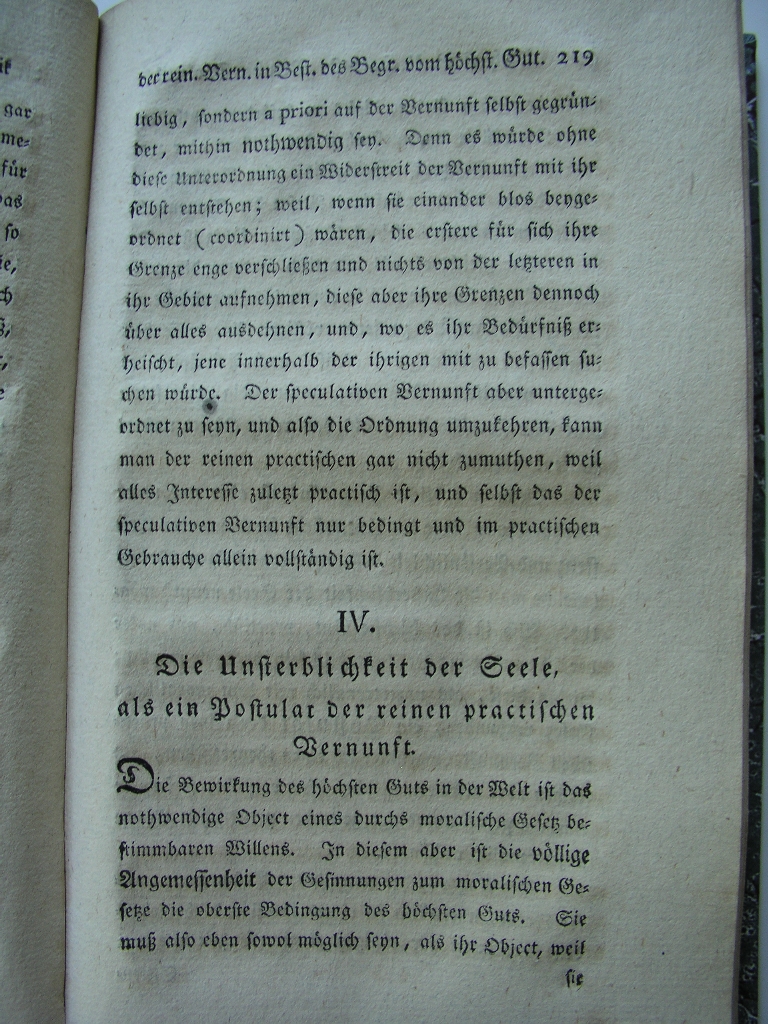 der rein. Vern. in Best. des Begr. vom höchst. Gut. 219
liebig, sondern a priori auf der Vernunft selbst gegrün-
det, mithin nothwendig sey. Denn es würde ohne
diese Unterordnung ein Widerstreit der Vernunft mit ihr
selbst entstehen; weil, wenn sie einander blos beyge-
ordnet (coordinirt) wären, die erstere für sich ihre
Grenze enge verschließen und nichts von der letzteren in
ihr Gebiet aufnehmen, diese aber ihre Grenzen dennoch
über alles ausdehnen, und, wo es ihr Bedürfniß er-
heischt, jene innerhalb der ihrigen mit zu befassen su-
chen würde. Der speculativen Vernunft aber unterge-
ordnet zu seyn, und also die Ordnung umzukehren, kann
man der reinen practischen gar nicht zumuthen, weil
alles Interesse zuletzt practisch ist, und selbst das der
speculativen Vernunft nur bedingt und im practischen
Gebrauche allein vollständig ist.
IV.
Die Unsterblichkeit der Seele,
als ein Postulat der reinen practischen
Vernunft.
Die Bewirkung des höchsten Guts in der Welt ist das
nothwendige Object eines durchs moralische Gesetz be-
stimmbaren Willens. In diesem aber ist die völlige
Angemessenheit der Gesinnungen zum moralischen Ge-
setze die oberste Bedingung des höchsten Guts. Sie
muß also eben sowol möglich seyn, als ihr Object, weil
sie